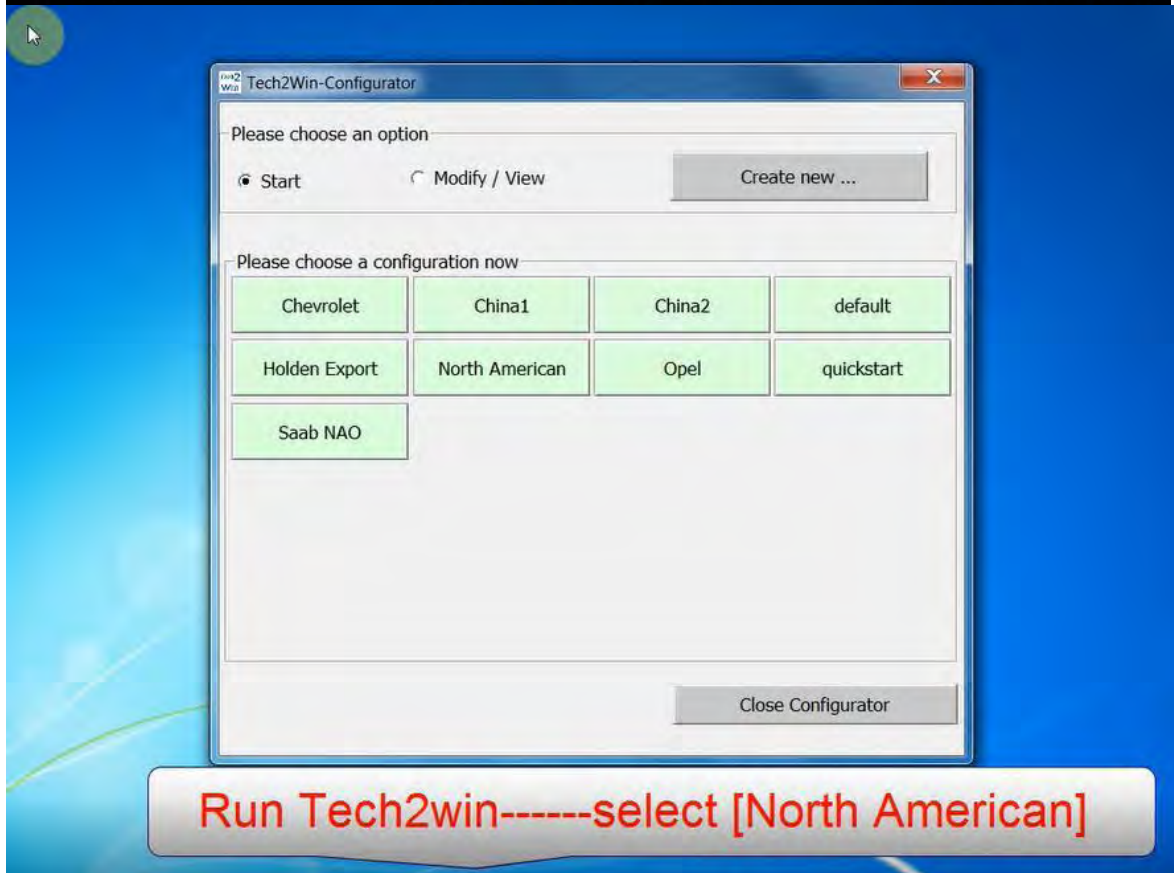 Tech2Win-Configurator
Please choose an option
Start
Modify / View
Create new ...
Please choose a configuration now
Chevrolet
China1
China2
default
Holden Export
North American
Opel
quickstart
Saab NAO
Close Configurator
Run Tech2win------select [North American]